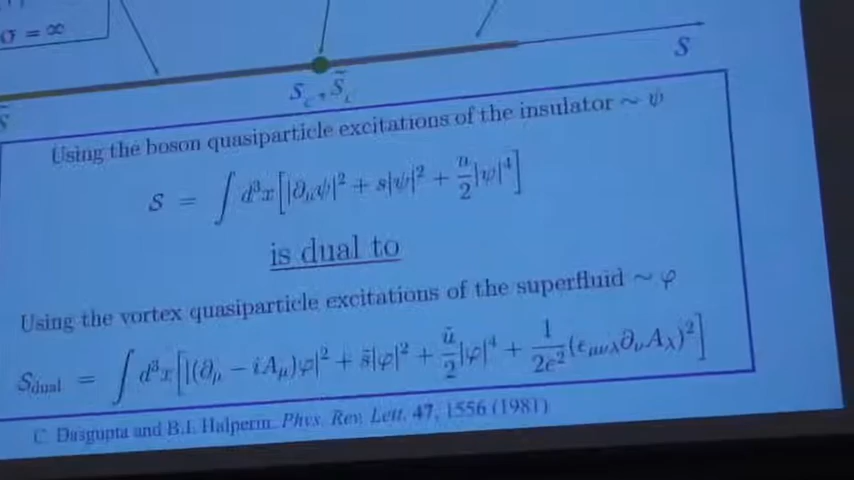 σ = ∞
s̃
s
s_c, s̃_c
Using the boson quasiparticle excitations of the insulator ~ ψ
S = ∫ d³x [|∂_μψ|² + s|ψ|² + u/2 |ψ|⁴]
is dual to
Using the vortex quasiparticle excitations of the superfluid ~ φ
S_dual = ∫ d³x [|(∂_μ − iA_μ)φ|² + s̃|φ|² + ũ/2 |φ|⁴ + 1/2e² (ε_μνλ ∂_ν A_λ)²]
C. Dasgupta and B.I. Halperin, Phys. Rev. Lett. 47, 1556 (1981)